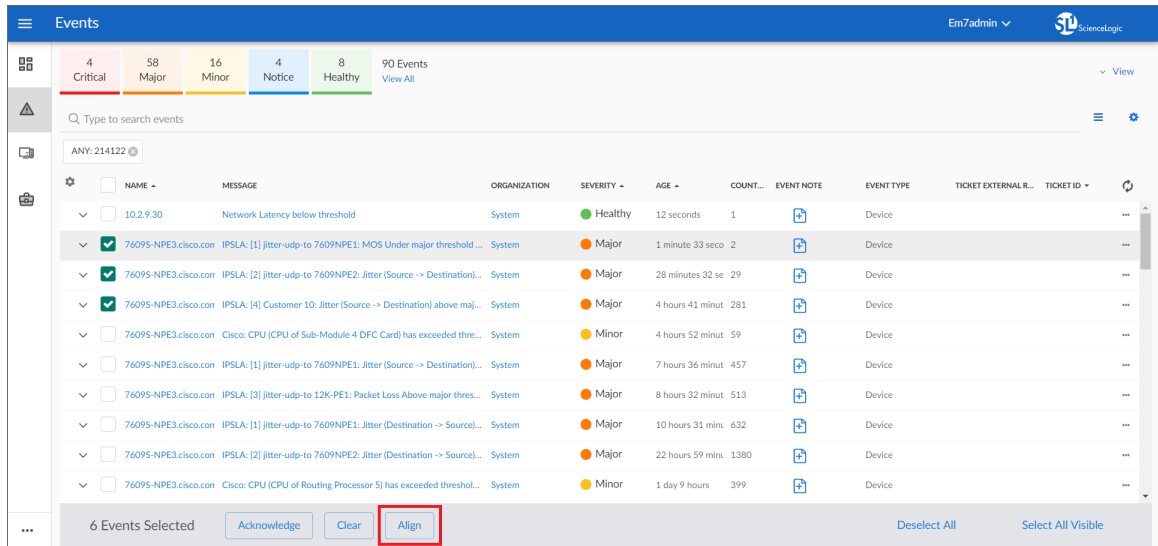 Events
Em7admin
SL ScienceLogic
4 Critical
58 Major
16 Minor
4 Notice
8 Healthy
90 Events
View All
View
Type to search events
ANY: 214122
NAME MESSAGE ORGANIZATION SEVERITY AGE COUNT... EVENT NOTE EVENT TYPE TICKET EXTERNAL R... TICKET ID
10.2.9.30 Network Latency below threshold System Healthy 12 seconds 1 Device
7609S-NPE3.cisco.com IPSLA: [1] jitter-udp-to 7609NPE1: MOS Under major threshold ... System Major 1 minute 33 seco 2 Device
7609S-NPE3.cisco.com IPSLA: [2] jitter-udp-to 7609NPE2: Jitter (Source -> Destination)... System Major 28 minutes 32 se 29 Device
7609S-NPE3.cisco.com IPSLA: [4] Customer 10: Jitter (Source -> Destination) above maj... System Major 4 hours 41 minut 281 Device
7609S-NPE3.cisco.com Cisco: CPU (CPU of Sub-Module 4 DFC Card) has exceeded thre... System Minor 4 hours 52 minut 59 Device
7609S-NPE3.cisco.com IPSLA: [1] jitter-udp-to 7609NPE1: Jitter (Source -> Destination)... System Major 7 hours 36 minut 457 Device
7609S-NPE3.cisco.com IPSLA: [3] jitter-udp-to 12K-PE1: Packet Loss Above major thres... System Major 8 hours 32 minut 513 Device
7609S-NPE3.cisco.com IPSLA: [1] jitter-udp-to 7609NPE1: Jitter (Destination -> Source)... System Major 10 hours 31 minu 632 Device
7609S-NPE3.cisco.com IPSLA: [2] jitter-udp-to 7609NPE2: Jitter (Destination -> Source)... System Major 22 hours 59 minu 1380 Device
7609S-NPE3.cisco.com Cisco: CPU (CPU of Routing Processor 5) has exceeded threshol... System Minor 1 day 9 hours 399 Device
6 Events Selected Acknowledge Clear Align Deselect All Select All Visible